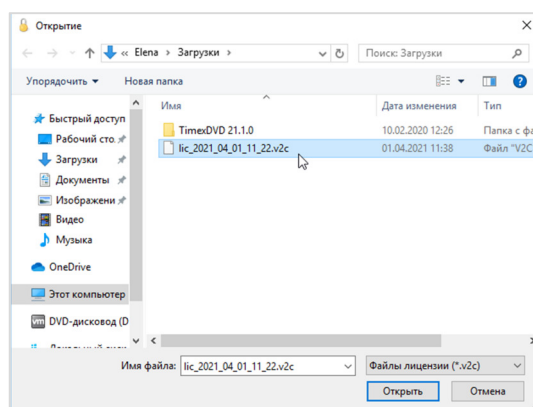 Открытие
« Elena > Загрузки >
Поиск: Загрузки
Упорядочить
Новая папка
Имя
Дата изменения
Тип
Быстрый доступ
Рабочий сто
Загрузки
Документы
Изображени
Видео
Музыка
OneDrive
Этот компьютер
DVD-дисковод (D
TimexDVD 21.1.0
10.02.2020 12:26
Папка с фа
lic_2021_04_01_11_22.v2c
01.04.2021 11:38
Файл "V2C
Имя файла:
lic_2021_04_01_11_22.v2c
Файлы лицензии (*.v2c)
Открыть
Отмена